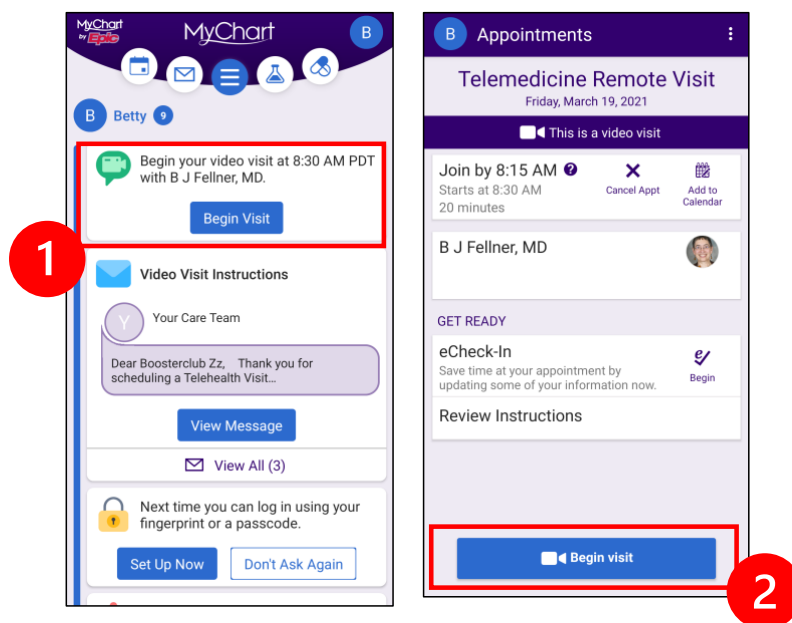 MyChart
by Epic
MyChart
B
B
Betty
9
Begin your video visit at 8:30 AM PDT
with B J Fellner, MD.
Begin Visit
1
Video Visit Instructions
Y
Your Care Team
Dear Boosterclub Zz, Thank you for
scheduling a Telehealth Visit…
View Message
View All (3)
Next time you can log in using your
fingerprint or a passcode.
Set Up Now
Don't Ask Again
B
Appointments
Telemedicine Remote Visit
Friday, March 19, 2021
This is a video visit
Join by 8:15 AM ?
Starts at 8:30 AM
20 minutes
Cancel Appt
Add to
Calendar
B J Fellner, MD
GET READY
eCheck-In
Save time at your appointment by
updating some of your information now.
Begin
Review Instructions
Begin visit
2